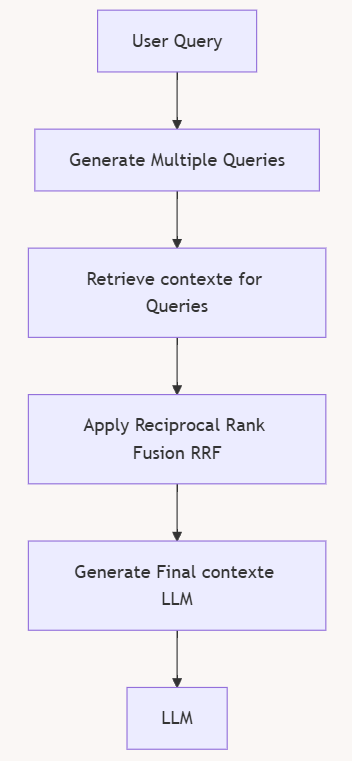 User Query
Generate Multiple Queries
Retrieve contexte for
Queries
Apply Reciprocal Rank
Fusion RRF
Generate Final contexte
LLM
LLM